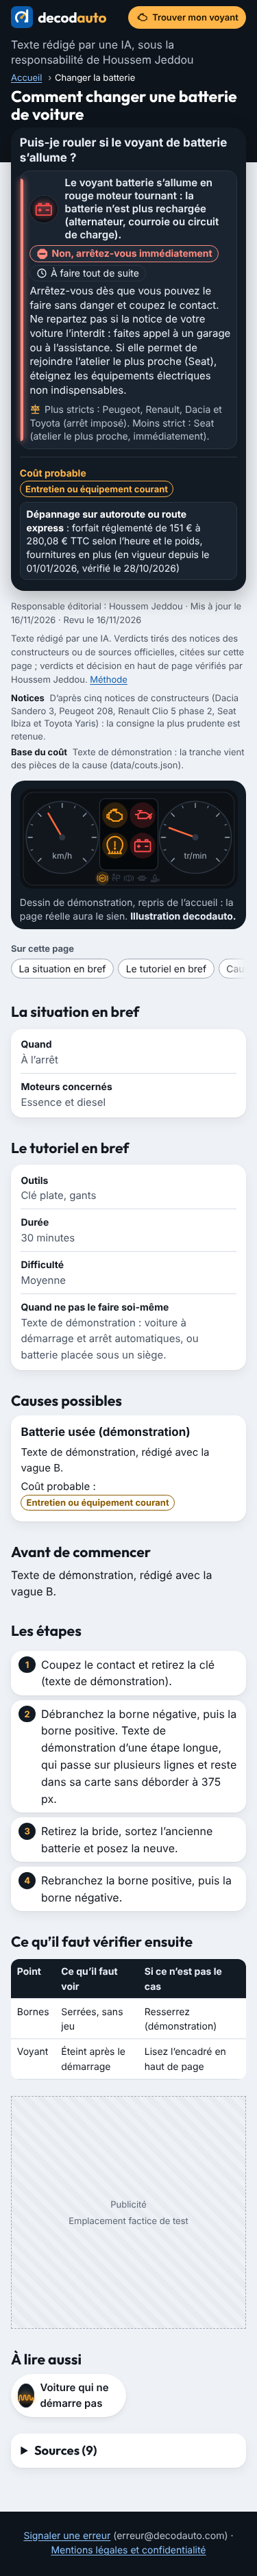 decodauto
Trouver mon voyant
Texte rédigé par une IA, sous la
responsabilité de Houssem Jeddou
Accueil › Changer la batterie
Comment changer une batterie
de voiture
Puis-je rouler si le voyant de batterie
s’allume ?
Le voyant batterie s’allume en
rouge moteur tournant : la
batterie n’est plus rechargée
(alternateur, courroie ou circuit
de charge).
Non, arrêtez-vous immédiatement
À faire tout de suite
Arrêtez-vous dès que vous pouvez le
faire sans danger et coupez le contact.
Ne repartez pas si la notice de votre
voiture l’interdit : faites appel à un garage
ou à l’assistance. Si elle permet de
rejoindre l’atelier le plus proche (Seat),
éteignez les équipements électriques
non indispensables.
Plus stricts : Peugeot, Renault, Dacia et
Toyota (arrêt imposé). Moins strict : Seat
(atelier le plus proche, immédiatement).
Coût probable
Entretien ou équipement courant
Dépannage sur autoroute ou route
express : forfait réglementé de 151 € à
280,08 € TTC selon l’heure et le poids,
fournitures en plus (en vigueur depuis le
01/01/2026, vérifié le 28/10/2026)
Responsable éditorial : Houssem Jeddou · Mis à jour le
16/11/2026 · Revu le 16/11/2026
Texte rédigé par une IA. Verdicts tirés des notices des
constructeurs ou de sources officielles, citées sur cette
page ; verdicts et décision en haut de page vérifiés par
Houssem Jeddou. Méthode
Notices D’après cinq notices de constructeurs (Dacia
Sandero 3, Peugeot 208, Renault Clio 5 phase 2, Seat
Ibiza et Toyota Yaris) : la consigne la plus prudente est
retenue.
Base du coût Texte de démonstration : la tranche vient
des pièces de la cause (data/couts.json).
km/h
tr/min
Dessin de démonstration, repris de l’accueil : la
page réelle aura le sien. Illustration decodauto.
Sur cette page
La situation en bref
Le tutoriel en bref
Cau
La situation en bref
Quand
À l’arrêt
Moteurs concernés
Essence et diesel
Le tutoriel en bref
Outils
Clé plate, gants
Durée
30 minutes
Difficulté
Moyenne
Quand ne pas le faire soi-même
Texte de démonstration : voiture à
démarrage et arrêt automatiques, ou
batterie placée sous un siège.
Causes possibles
Batterie usée (démonstration)
Texte de démonstration, rédigé avec la
vague B.
Coût probable :
Entretien ou équipement courant
Avant de commencer
Texte de démonstration, rédigé avec la
vague B.
Les étapes
1 Coupez le contact et retirez la clé
(texte de démonstration).
2 Débranchez la borne négative, puis la
borne positive. Texte de
démonstration d’une étape longue,
qui passe sur plusieurs lignes et reste
dans sa carte sans déborder à 375
px.
3 Retirez la bride, sortez l’ancienne
batterie et posez la neuve.
4 Rebranchez la borne positive, puis la
borne négative.
Ce qu’il faut vérifier ensuite
Point Ce qu’il faut voir Si ce n’est pas le cas
Bornes Serrées, sans jeu Resserrez (démonstration)
Voyant Éteint après le démarrage Lisez l’encadré en haut de page
Publicité
Emplacement factice de test
À lire aussi
Voiture qui ne
démarre pas
Sources (9)
Signaler une erreur (erreur@decodauto.com) ·
Mentions légales et confidentialité